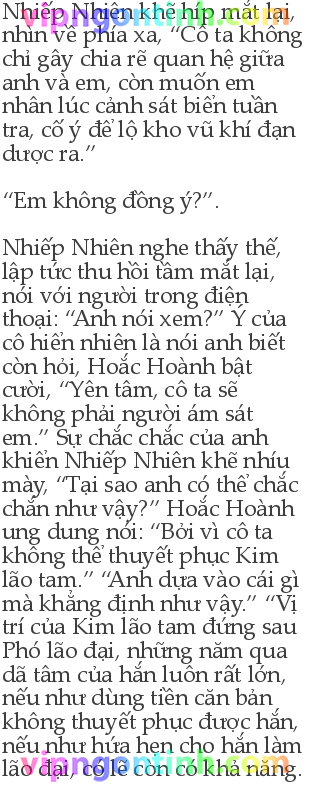 Nhiếp Nhiên khẽ híp mắt lại,
nhìn về phía xa, “Cô ta không
chỉ gây chia rẽ quan hệ giữa
anh và em, còn muốn em
nhân lúc cảnh sát biển tuần
tra, cố ý để lộ kho vũ khí đạn
dược ra.”
“Em không đồng ý?”.
Nhiếp Nhiên nghe thấy thế,
lập tức thu hồi tầm mắt lại,
nói với người trong điện
thoại: “Anh nói xem?” Ý của
cô hiển nhiên là nói anh biết
còn hỏi, Hoắc Hoành bật
cười, “Yên tâm, cô ta sẽ
không phải người ám sát
em.” Sự chắc chắc của anh
khiến Nhiếp Nhiên khẽ nhíu
mày, “Tại sao anh có thể chắc
chắn như vậy?” Hoắc Hoành
ung dung nói: “Bởi vì cô ta
không thể thuyết phục Kim
lão tam.” “Anh dựa vào cái gì
mà khẳng định như vậy.” “Vị
trí của Kim lão tam đứng sau
Phó lão đại, những năm qua
dã tâm của hắn luôn rất lớn,
nếu như dùng tiền căn bản
không thuyết phục được hắn,
nếu như hứa hẹn cho hắn làm
lão đại, có lẽ còn có khả năng.
vipngontinh.com
vipngontinh.com